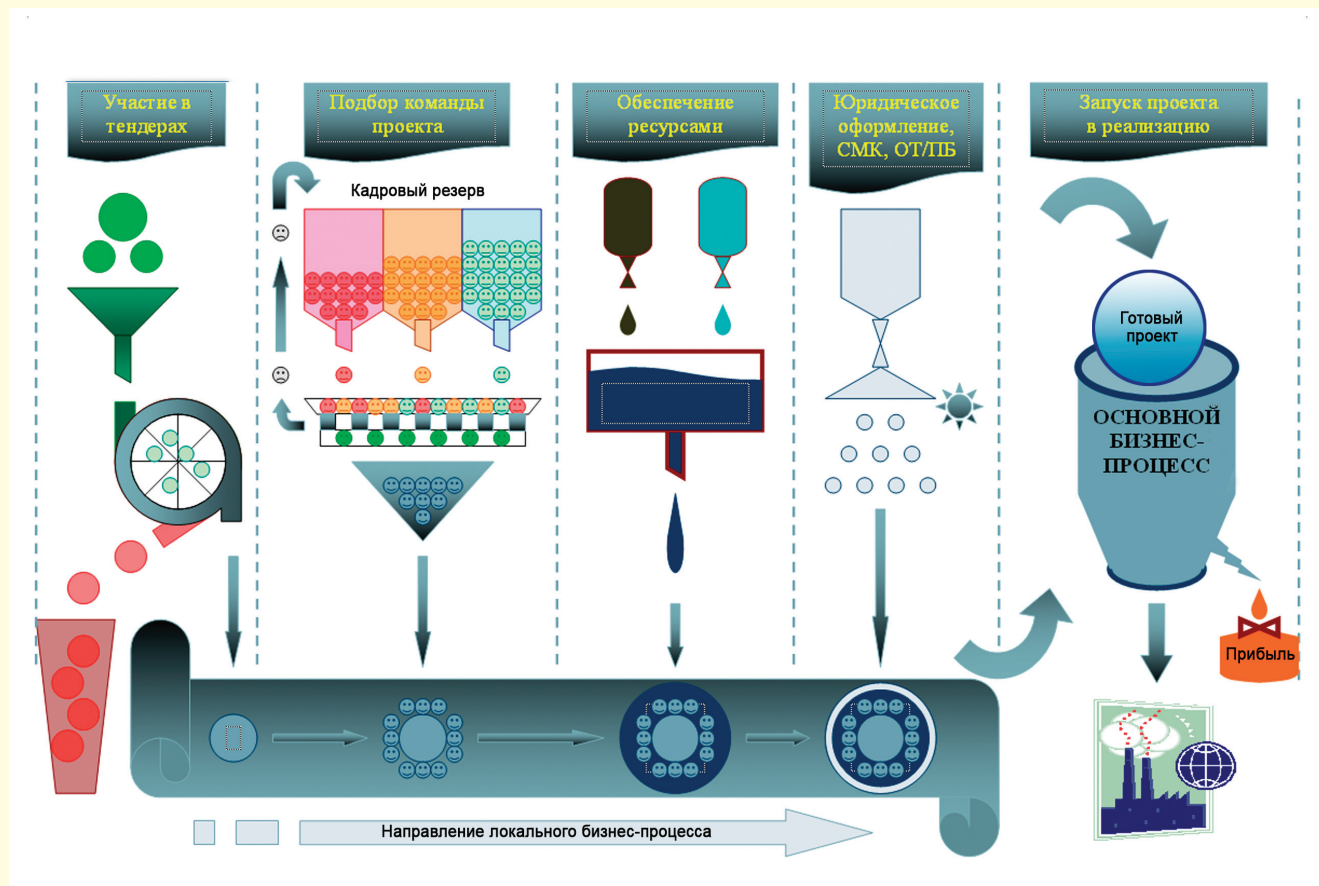 Участие в
тендерах
Подбор команды
проекта
Обеспечение
ресурсами
Юридическое
оформление,
СМК, ОТ/ПБ
Запуск проекта
в реализацию
Кадровый резерв
Готовый
проект
ОСНОВНОЙ
БИЗНЕС-
ПРОЦЕСС
Прибыль
Направление локального бизнес-процесса